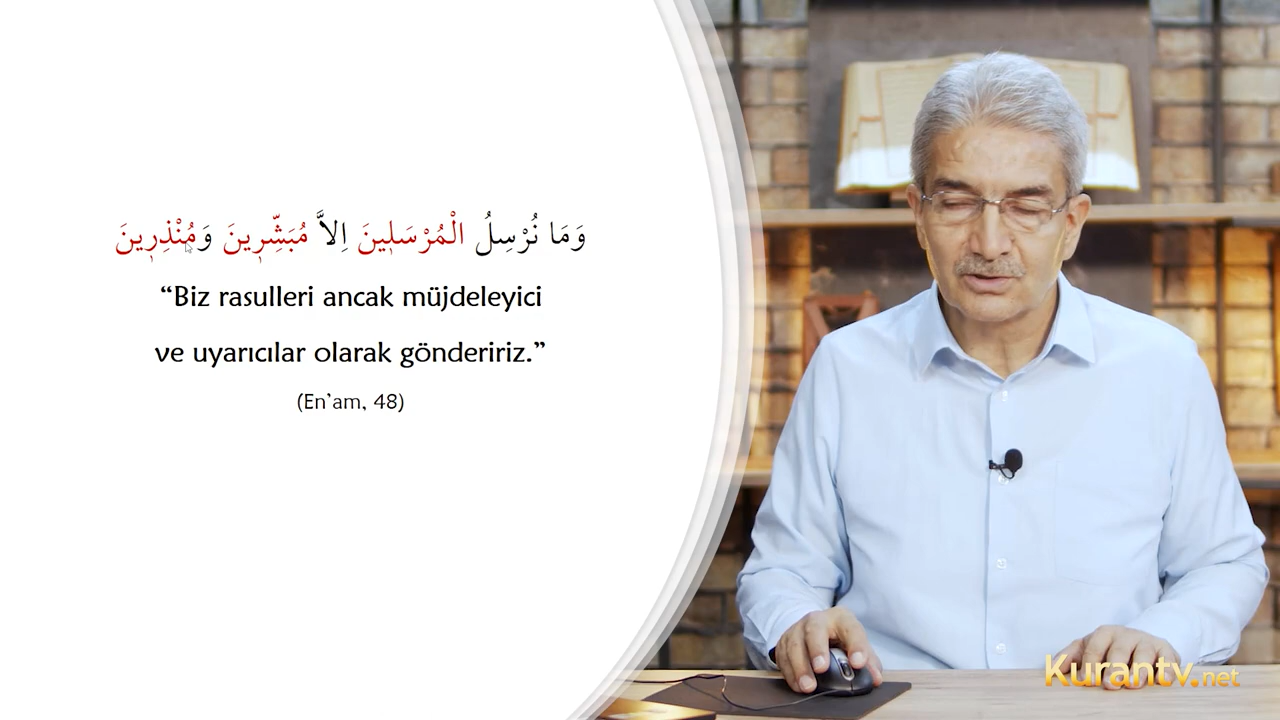 وَمَا نُرْسِلُ الْمُرْسَل۪ينَ اِلاَّ مُبَشِّر۪ينَ وَمُنْذِر۪ينَ
“Biz rasulleri ancak müjdeleyici
ve uyarıcılar olarak göndeririz.”
(En’am, 48)
Kurantv.net